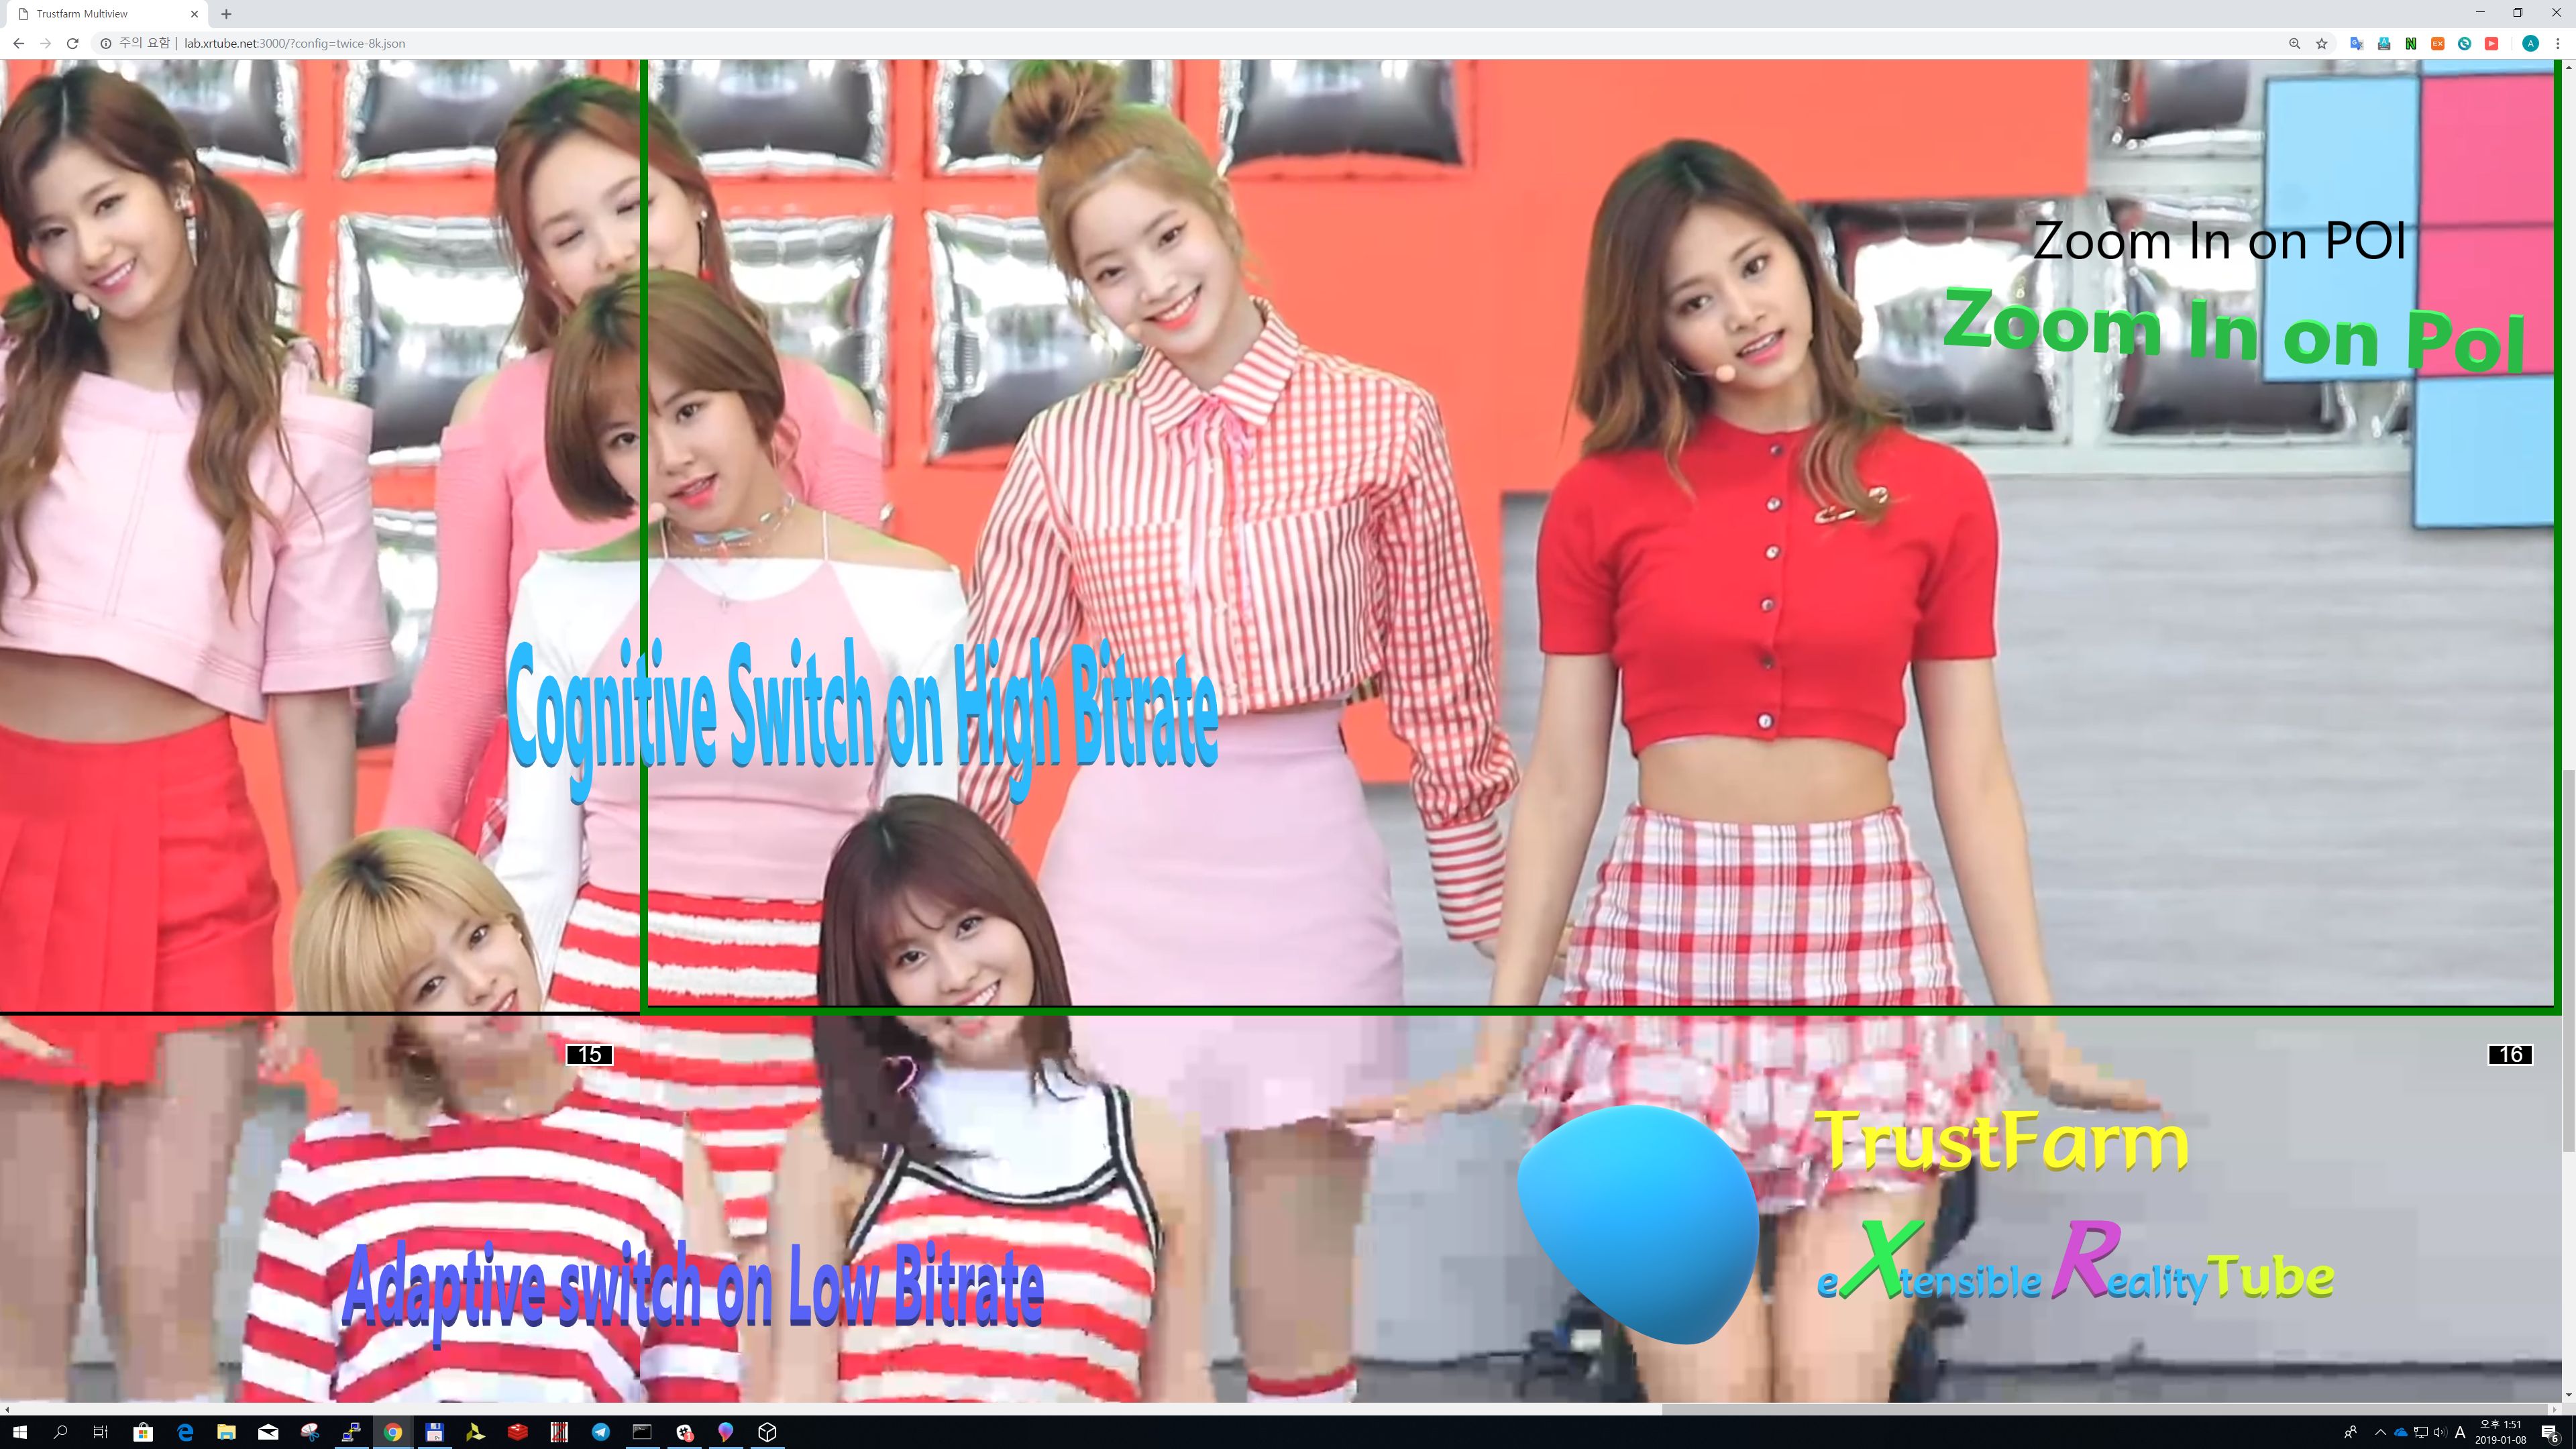 Trustfarm Multiview
주의 요함 | lab.xrtube.net:3000/?config=twice-8k.json
A
Zoom In on POI
Zoom In on PoI
Cognitive Switch on High Bitrate
15
16
TrustFarm
Adaptive switch on Low Bitrate
eXtensible RealityTube
A
오후 1:51
2019-01-08
6